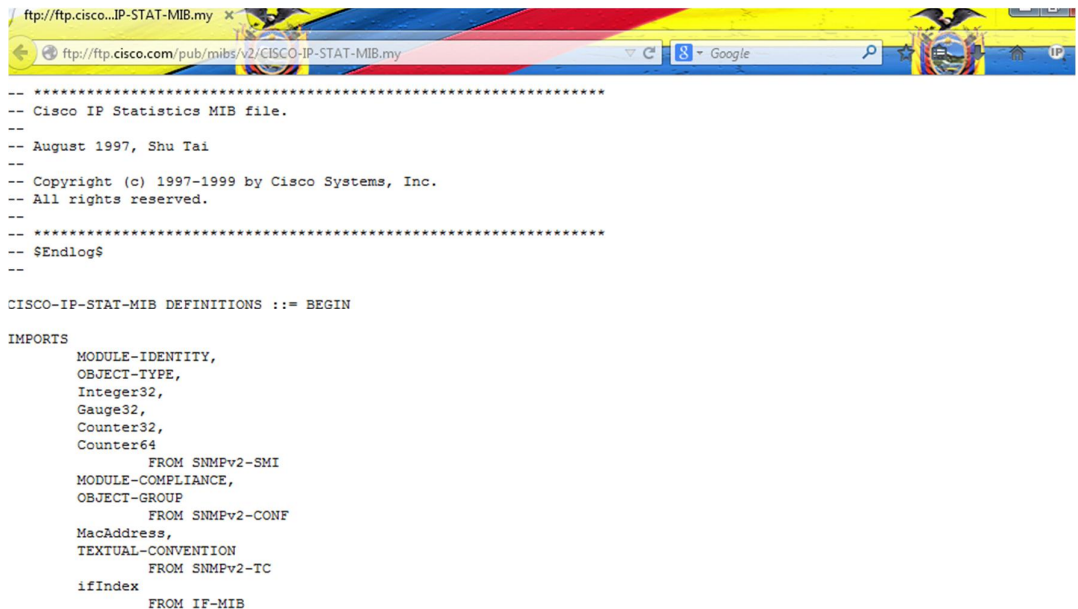 ftp://ftp.cisco...IP-STAT-MIB.my ×
ftp://ftp.cisco.com/pub/mibs/v2/CISCO-IP-STAT-MIB.my
8 Google
IP
-- *****************************************************************
-- Cisco IP Statistics MIB file.
--
-- August 1997, Shu Tai
--
-- Copyright (c) 1997-1999 by Cisco Systems, Inc.
-- All rights reserved.
--
-- *****************************************************************
-- $Endlog$
--
CISCO-IP-STAT-MIB DEFINITIONS ::= BEGIN
IMPORTS
MODULE-IDENTITY,
OBJECT-TYPE,
Integer32,
Gauge32,
Counter32,
Counter64
FROM SNMPv2-SMI
MODULE-COMPLIANCE,
OBJECT-GROUP
FROM SNMPv2-CONF
MacAddress,
TEXTUAL-CONVENTION
FROM SNMPv2-TC
ifIndex
FROM IF-MIB